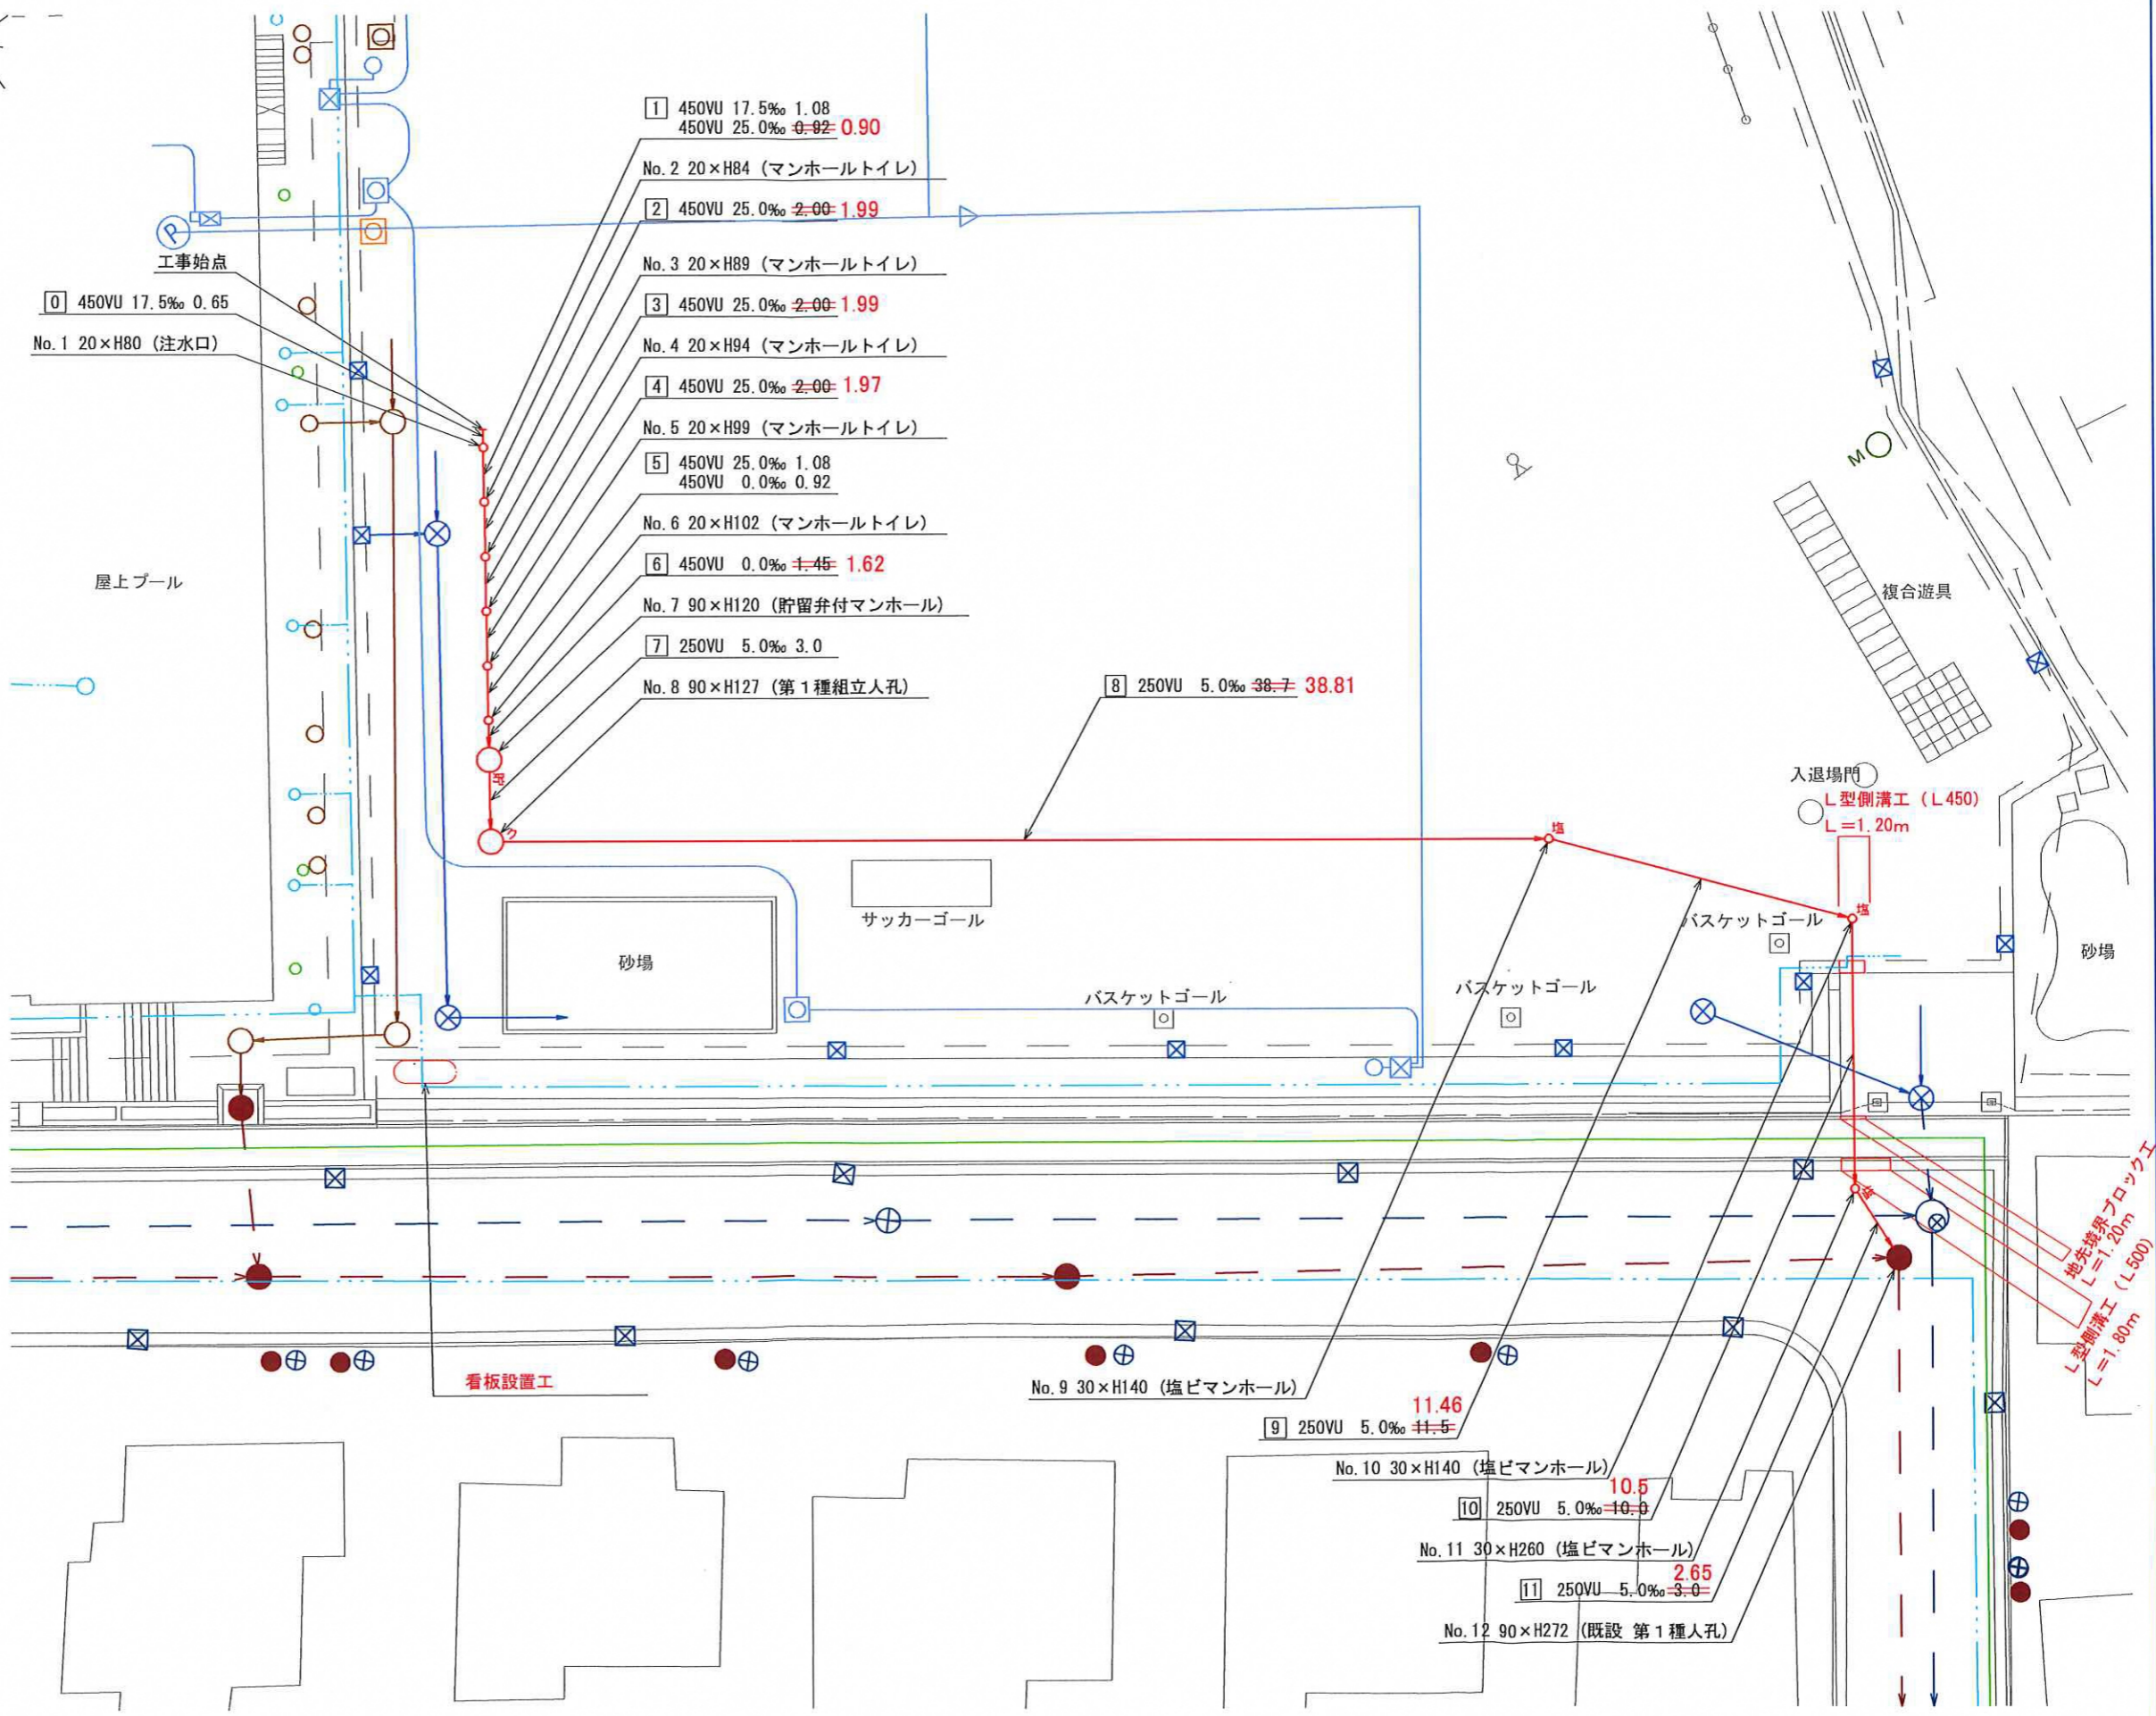 1 450VU 17.5‰ 1.08
450VU 25.0‰ 0.92 0.90
No.2 20×H84 (マンホールトイレ)
2 450VU 25.0‰ 2.00 1.99
P
工事始点
No.3 20×H89 (マンホールトイレ)
0 450VU 17.5‰ 0.65
3 450VU 25.0‰ 2.00 1.99
No.1 20×H80 (注水口)
No.4 20×H94 (マンホールトイレ)
4 450VU 25.0‰ 2.00 1.97
No.5 20×H99 (マンホールトイレ)
5 450VU 25.0‰ 1.08
450VU 0.0‰ 0.92
M
No.6 20×H102 (マンホールトイレ)
6 450VU 0.0‰ 1.45 1.62
屋上プール
複合遊具
No.7 90×H120 (貯留弁付マンホール)
7 250VU 5.0‰ 3.0
No.8 90×H127 (第1種組立人孔)
8 250VU 5.0‰ 38.7 38.81
貯
入退場門
L型側溝工 (L450)
L=1.20m
ク
塩
塩
サッカーゴール
バスケットゴール
砂場
砂場
バスケットゴール
バスケットゴール
塩
地先境界ブロック工
L=1.20m
L型側溝工 (L500)
L=1.80m
看板設置工
No.9 30×H140 (塩ビマンホール)
11.46
9 250VU 5.0‰ 11.5
No.10 30×H140 (塩ビマンホール)
10.5
10 250VU 5.0‰ 10.0
No.11 30×H260 (塩ビマンホール)
2.65
11 250VU 5.0‰ 3.0
No.12 90×H272 (既設 第1種人孔)